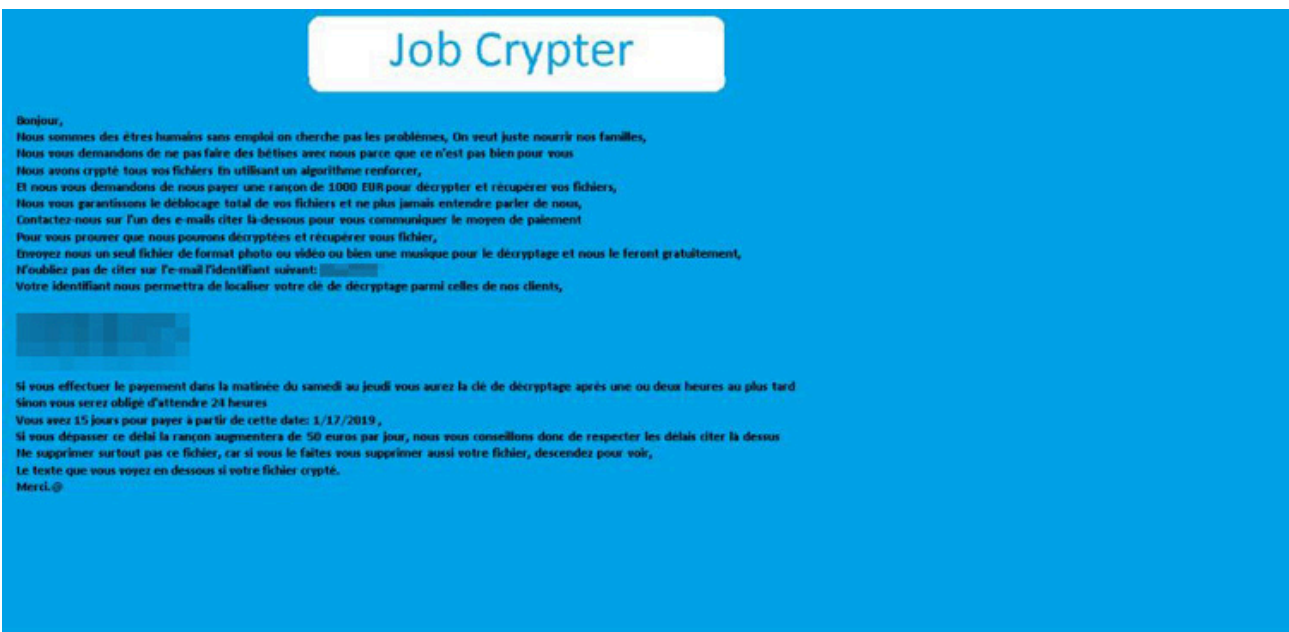 Job Crypter
Bonjour,
Nous sommes des êtres humains sans emploi on cherche pas les problèmes, On veut juste nourrir nos familles,
Nous vous demandons de ne pas faire des bêtises avec nous parce que ce n'est pas bien pour vous
Nous avons crypté tous vos fichiers En utilisant un algorithme renforcer,
Et nous vous demandons de nous payer une rançon de 1000 EUR pour décrypter et récupérer vos fichiers,
Nous vous garantissons le déblocage total de vos fichiers et ne plus jamais entendre parler de nous,
Contactez-nous sur l'un des e-mails citer là-dessous pour vous communiquer le moyen de paiement
Pour vous prouver que nous pouvons décryptées et récupérer vous fichier,
Envoyez nous un seul fichier de format photo ou vidéo ou bien une musique pour le décryptage et nous le feront gratuitement,
N'oubliez pas de citer sur l'e-mail l'identifiant suivant:
Votre identifiant nous permettra de localiser votre clé de décryptage parmi celles de nos clients,
Si vous effectuer le payement dans la matinée du samedi au jeudi vous aurez la clé de décryptage après une ou deux heures au plus tard
Sinon vous serez obligé d'attendre 24 heures
Vous avez 15 jours pour payer à partir de cette date: 1/17/2019 ,
Si vous dépasser ce délai la rançon augmentera de 50 euros par jour, nous vous conseillons donc de respecter les délais citer là dessus
Ne supprimer surtout pas ce fichier, car si vous le faites vous supprimer aussi votre fichier, descendez pour voir,
Le texte que vous voyez en dessous si votre fichier crypté.
Merci.@